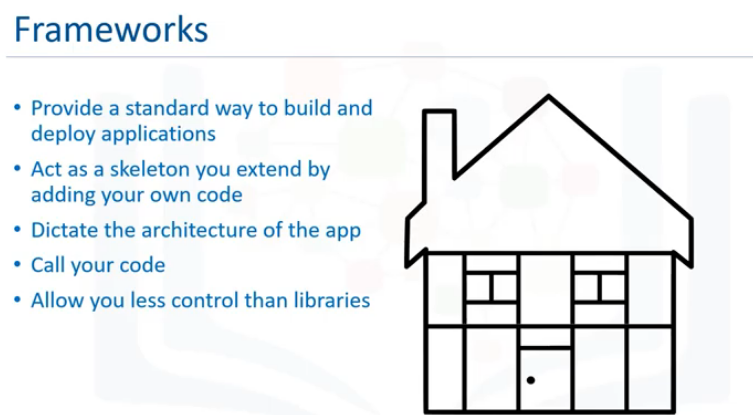 Frameworks
• Provide a standard way to build and
deploy applications
• Act as a skeleton you extend by
adding your own code
• Dictate the architecture of the app
• Call your code
• Allow you less control than libraries